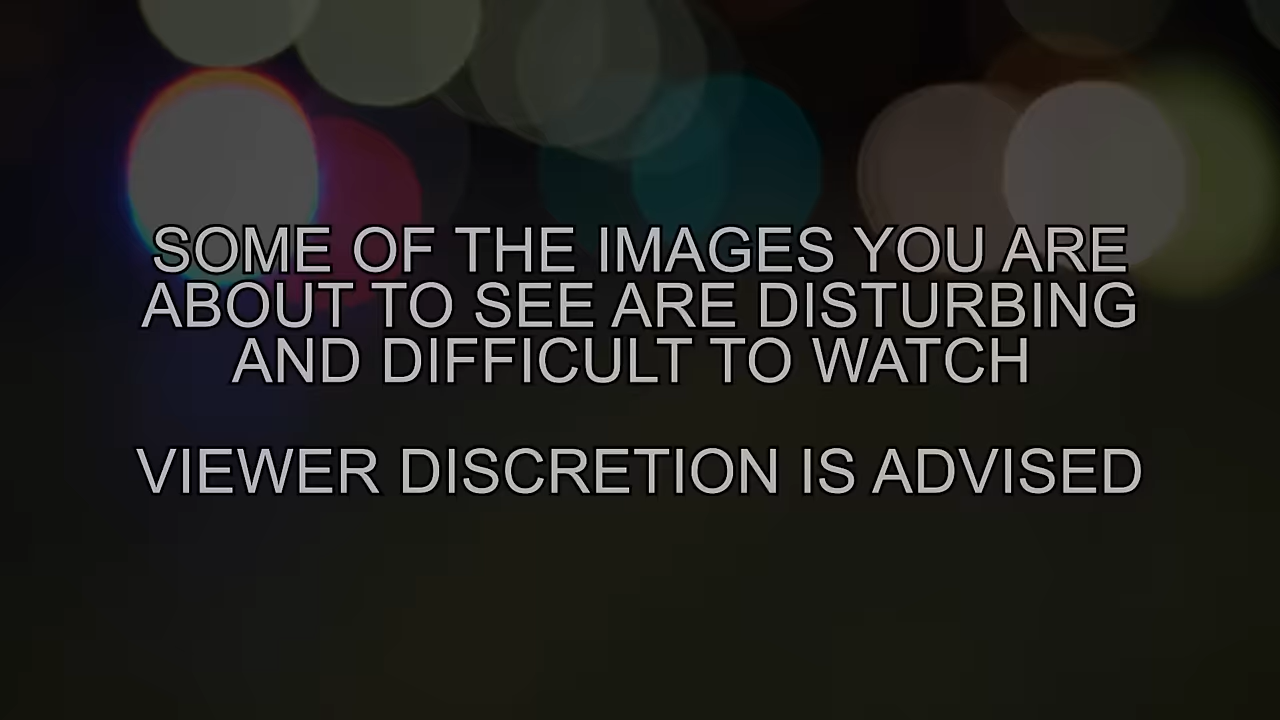 SOME OF THE IMAGES YOU ARE
ABOUT TO SEE ARE DISTURBING
AND DIFFICULT TO WATCH
VIEWER DISCRETION IS ADVISED